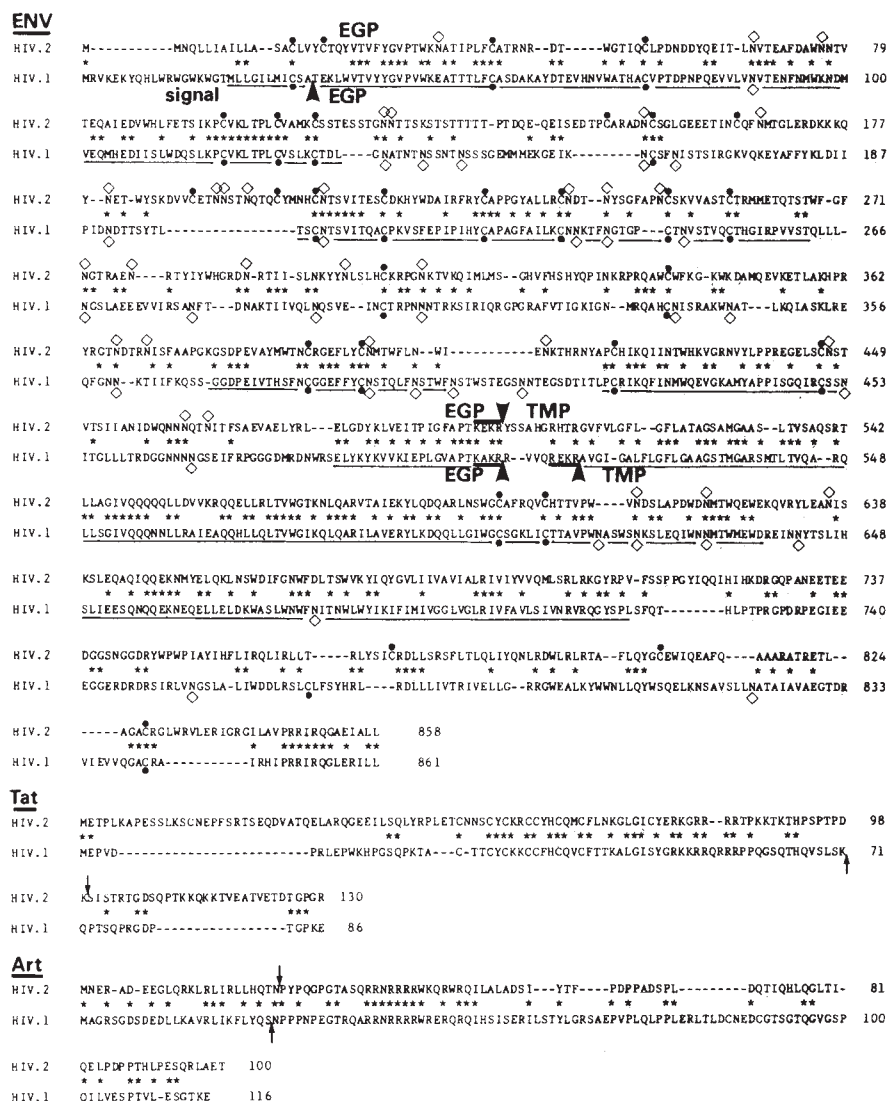 ENV
EGP
HIV.2 M----------MNQLLIAILLA--SACLVYCTQYVTVFYGVPTWKNATIPLFCATRNR--DT---WGTIQCLPDNDDYQEIT-LNVTEAFDAWNNTV 79
HIV.1 MRVKEKYQHLWRWGWKWGTMLLGILMICSATEKLWVTVYYGVPVWKEATTTLFCASDAKAYDTEVHNVWATHACVPTDPNPQEVVLVNVTENFNMWKNDM 100
signal EGP
HIV.2 TEQAIEDVWHLFETSIKPCVKLTPLCVAMKCSSTESSTGNNTTSKSTSTTTTT-PTDQE-QEISEDTPCARADNCSGLGEEETINCQFNMTGLERDKKKQ 177
HIV.1 VEQMHEDIISLWDQSLKPCVKLTPLCVSLKCTDL---GNATNTNSSNTNSSSGEMMMEKGEIK-------NCSFNISTSIRGKVQKEYAFFYKLDII 187
HIV.2 Y--NETW-YSKDVVCETNNSTNQTQCYMNHCNTSVITESCDKHYWDAIRFRYCAPPGYALLRCNDT-NYSGFAPNCSKVVASTCTRMMETQTSTWF-GF 271
HIV.1 PIDNDTTSYTL-------------------TSCNTSVITQACPKVSFEPIPIHYCAPAGFAILKCNNKTFNGTGP---CTNVSTVQCTHGIRPVVSTQLLL- 266
HIV.2 NGTRAEN---RTYIYWHGRDNRTII-SLNKYYNLSLHCKRPGNKTVKQIMLMS-GHVFHSHYQPINKRPRQAWCWFKG-KWKDAMQEVKETLAKHPR 362
HIV.1 NGSLAEEEVVIRSANFT--DNAKTIIVQLNQSVE--INCTRPNNNTRKSIRIQRGPGRAFVTIGKIGN--MRQAHCNISRAKWNAT--LKQIASKLRE 356
HIV.2 YRGTNDTRNISFAAPGKGSDPEVAYMWTNCRGEFLYCNMTWFLN--WI-----------ENKTHRNYAPCHIKQIINTWHKVGRNVYLPPREGELSCNST 449
HIV.1 QFGNN-KTIIFKQSS-GGDPEIVTHSFNCGGEFFYCNSTQLFNSTWFNSTWSTEGSNNTEGSDTITLPCRIKQFINMWQEVGKAMYAPPISGQIRCSSN 453
EGP TMP
HIV.2 VTSIIANIDWQNNNQTNITFSAEVAELYRL--ELGDYKLVEITPIGFAPTKEKRYSSAHGRHTRGVFVLGFL-GFLATAGSAMGAAS-LTVSAQSRT 542
HIV.1 ITGLLLTRDGGNNNNGSEIFRPGGGDMRDNWRSELYKYKVVKIEPLGVAPTKAKRR-VVQREKRAVGI-GALFLGFLGAAGSTMGARSMTLTVQA--RQ 548
EGP TMP
HIV.2 LLAGIVQQQQQLLDVVKRQQELLRLTVWGTKNLQARVTAIEKYLQDQARLNSWGCAFRQVCHTTVPW----VNDSLAPDWDNMTWQEWEKQVRYLEANIS 638
HIV.1 LLSGIVQQQNNLLRAIEAQQHLLQLTVWGIKQLQARILAVERYLKDQQLLGIWGCSGKLICTTAVPWNASWSNKSLEQIWNNMTWMEWDREINNYTSLIH 648
HIV.2 KSLEQAQIQQEKNMYELQKLNSWDIFGNWFDLTSWVKYIQYGVLIIVAVIALRIVIYVVQMLSRLRKGYRPV-FSSPPGYIQQIHIHKDRGQPANEETEE 737
HIV.1 SLIEESQNQQEKNEQELLELDKWASLWNWFNITNWLWYIKIFIMIVGGLVGLRIVFAVLSIVNRVRQGYSPLSFQT--------HLPTPRGPDRPEGIEE 740
HIV.2 DGGSNGGDRYWPWPIAYIHFLIRQLIRLLT-----RLYSICRDLLSRSFLTLQLIYQNLRDWLRLRTA--FLQYGCEWIQEAFQ----AAARATRETL-- 824
HIV.1 EGGERDRDRSIRLVNGSLA-LIWDDLRSLCLFSYHRL--RDLLLIVTRIVELLG--RRGWEALKYWWNLLQYWSQELKNSAVSLLNATAIAVAEGTDR 833
HIV.2 -----AGACRGLWRVLERIGRGILAVPRRIRQGAEIALL 858
HIV.1 VIEVVQGACRA-----------IRHIPRRIRQGLERILL 861
Tat
HIV.2 METPLKAPESSLKSCNEPFSRTSEQDVATQELARQGEEILSQLYRPLETCNNSCYCKRCCYHCQMCFLNKGLGICYERKGRR--RRTPKKTKTHPSPTPD 98
HIV.1 MEPVD-------------------------PRLEPWKHPGSQPKTA---C-TTCYCKKCCFHCQVCFTTKALGISYGRKKRRQRRRPPQGSQTHQVSLSK 71
HIV.2 KSISTRTGDSQPTKKQKKTVEATVETDTGPGR 130
HIV.1 QPTSQPRGDP-----------------TGPKE 86
Art
HIV.2 MNER-AD-EEGLQRKLRLIRLLHQTNPYPQGPGTASQRRNRRRRWKQRWRQILALADSI---YTF----PDPPADSPL--------DQTIQHLQGLTI- 81
HIV.1 MAGRSGDSDEDLLKAVRLIKFLYQSNPPPNPEGTRQARRNRRRRWRERQRQIHSISERILSTYLGRSAEPVPLQLPPLERLTLDCNEDCGTSGTQGVGSP 100
HIV.2 QELPDPPTHLPESQRLAET 100
HIV.1 QILVESPTVL-ESGTKE 116